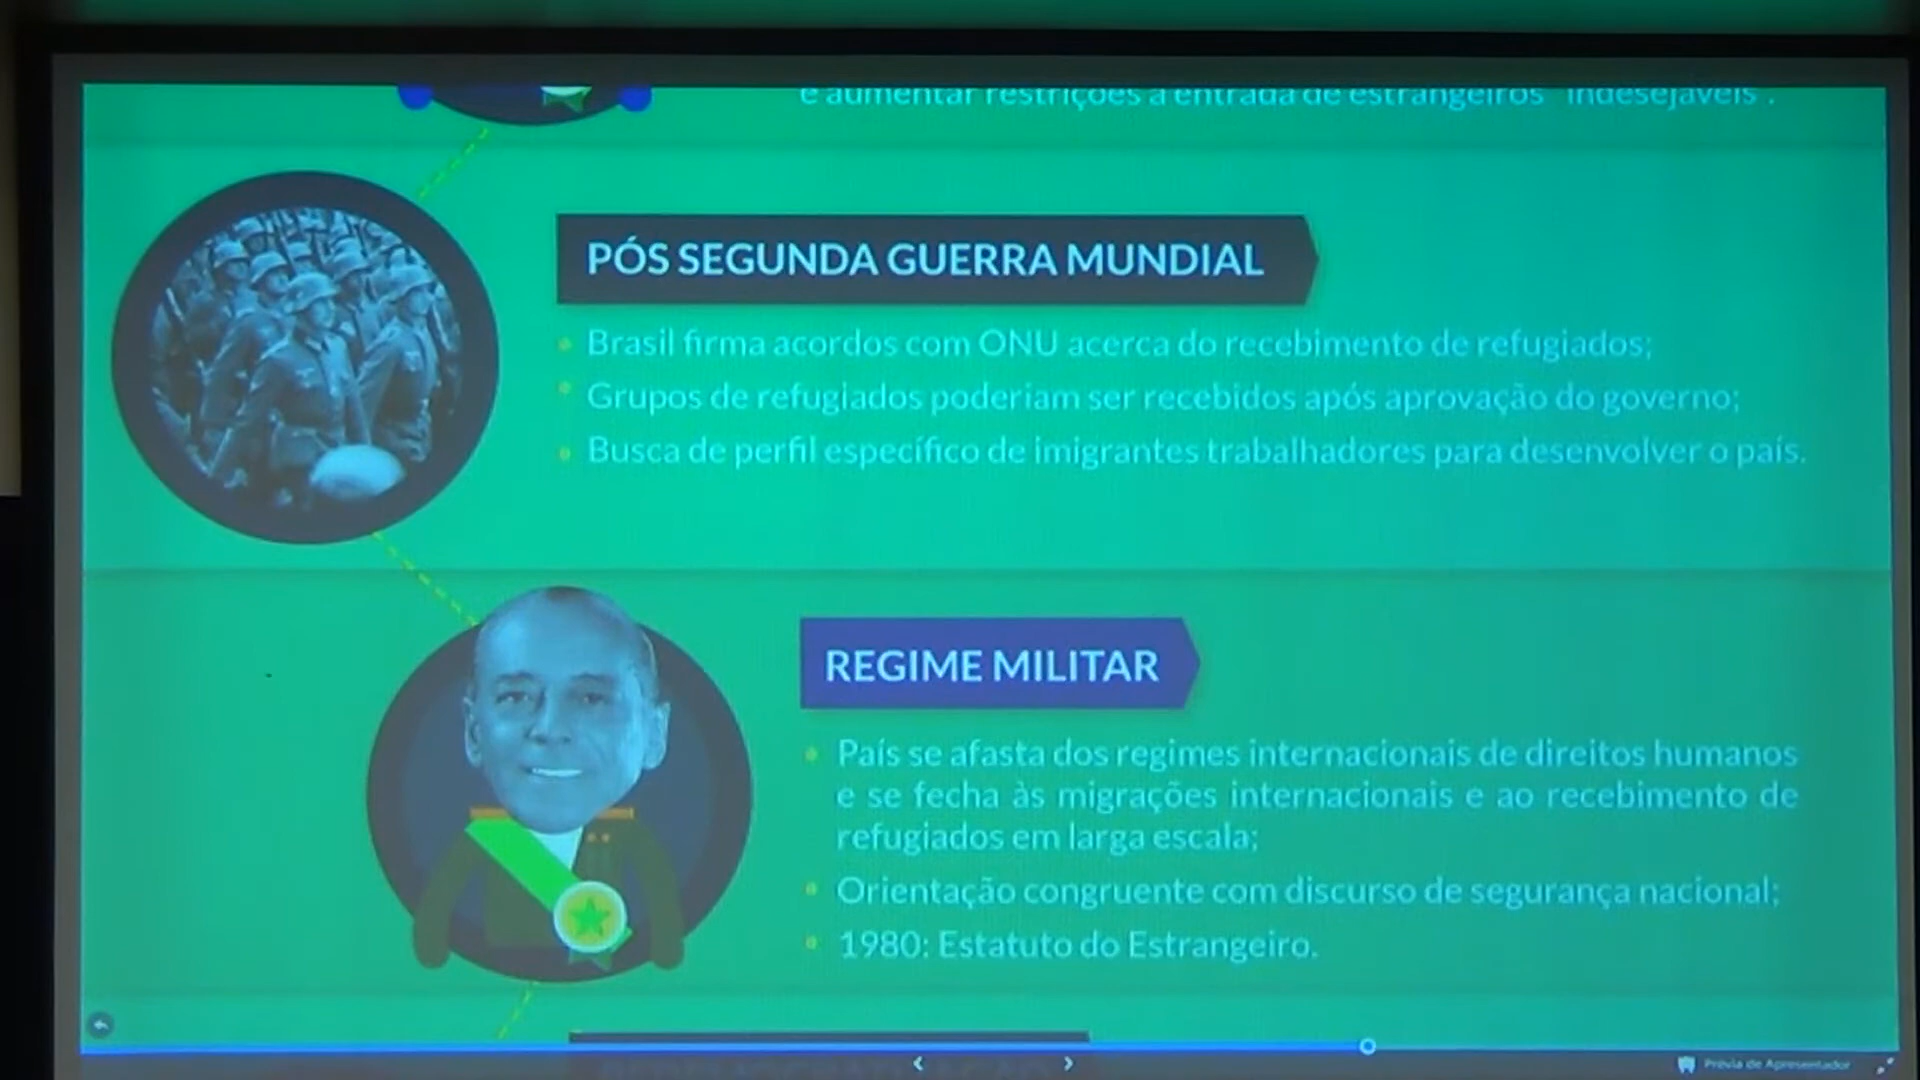 e aumentar restrições à entrada de estrangeiros "indesejáveis".
PÓS SEGUNDA GUERRA MUNDIAL
Brasil firma acordos com ONU acerca do recebimento de refugiados;
Grupos de refugiados poderiam ser recebidos após aprovação do governo;
Busca de perfil específico de imigrantes trabalhadores para desenvolver o país.
REGIME MILITAR
País se afasta dos regimes internacionais de direitos humanos
e se fecha às migrações internacionais e ao recebimento de
refugiados em larga escala;
Orientação congruente com discurso de segurança nacional;
1980: Estatuto do Estrangeiro.
Prévia de Apresentador